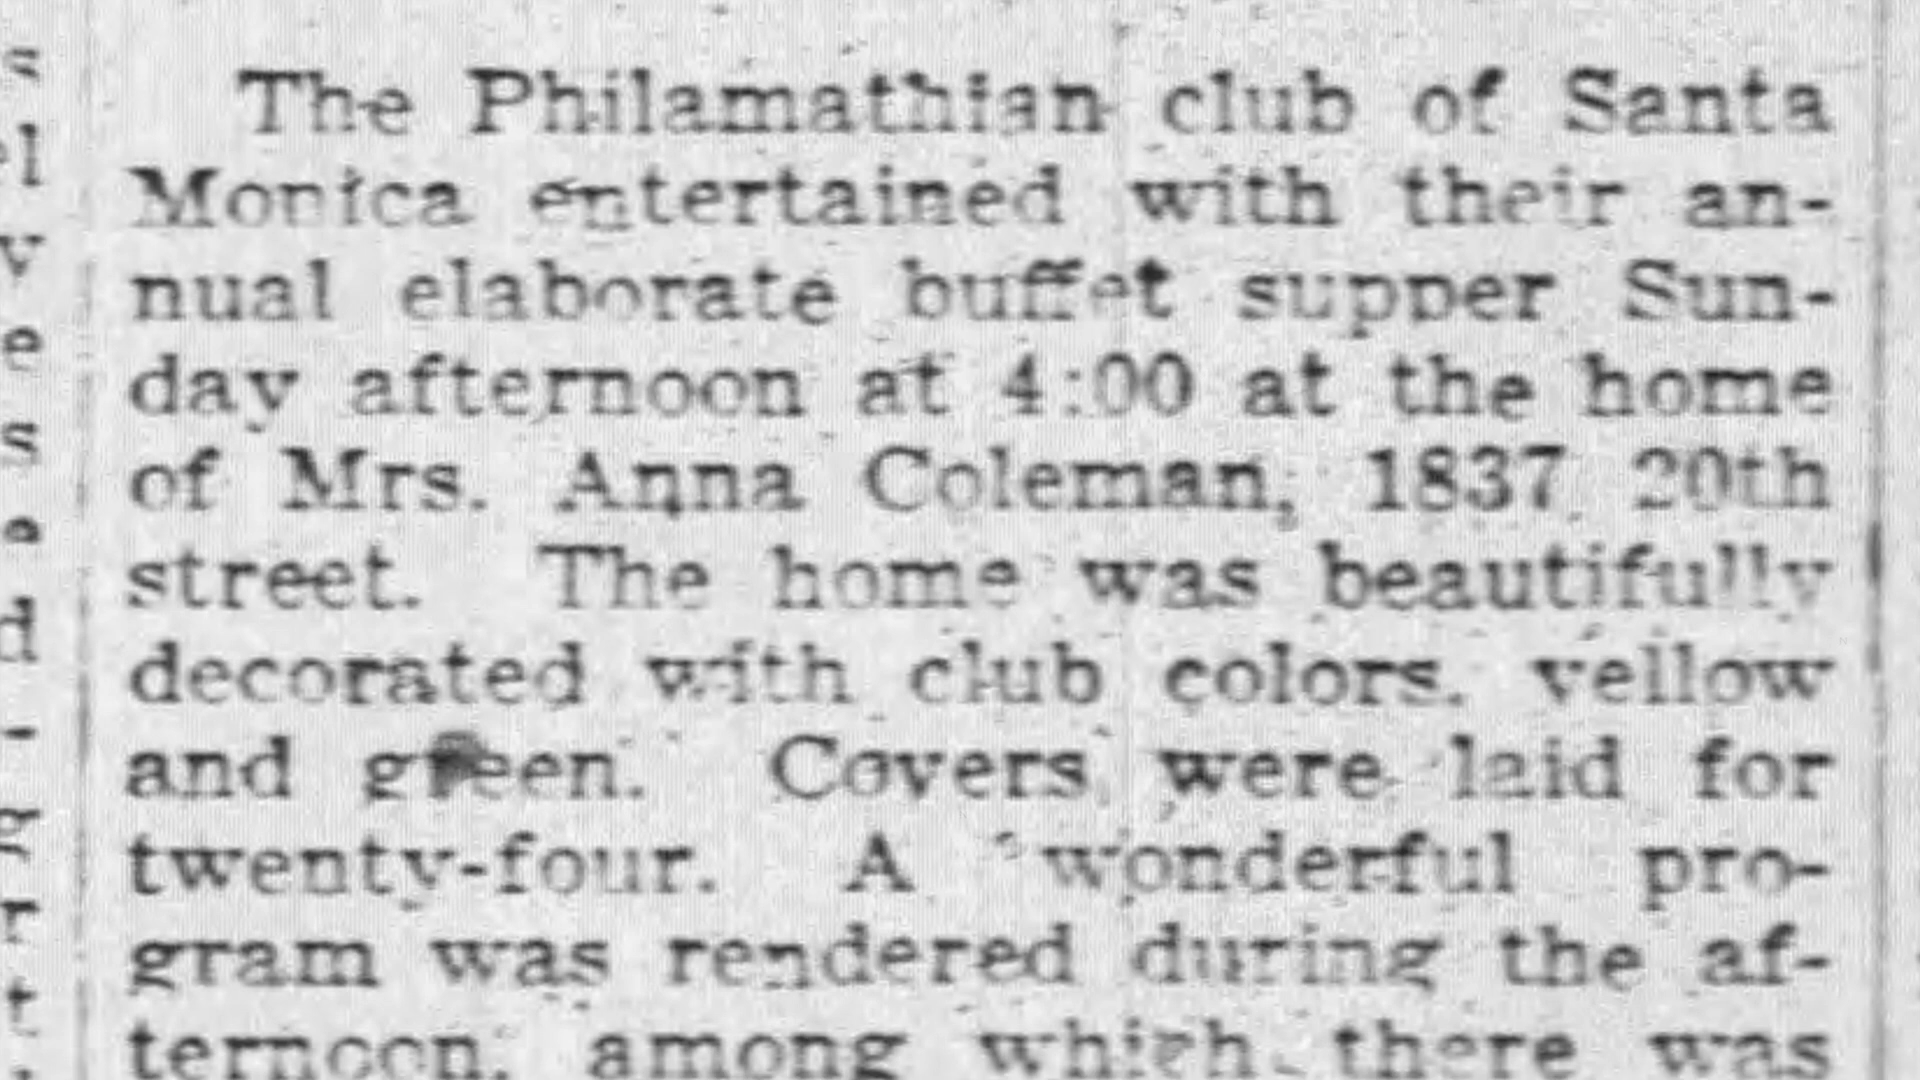 The Philamathian club of Santa
Monica entertained with their an-
nual elaborate buffet supper Sun-
day afternoon at 4:00 at the home
of Mrs. Anna Coleman, 1837 20th
street. The home was beautifully
decorated with club colors, yellow
and green. Covers were laid for
twenty-four. A wonderful pro-
gram was rendered during the af-
ternoon, among which there was